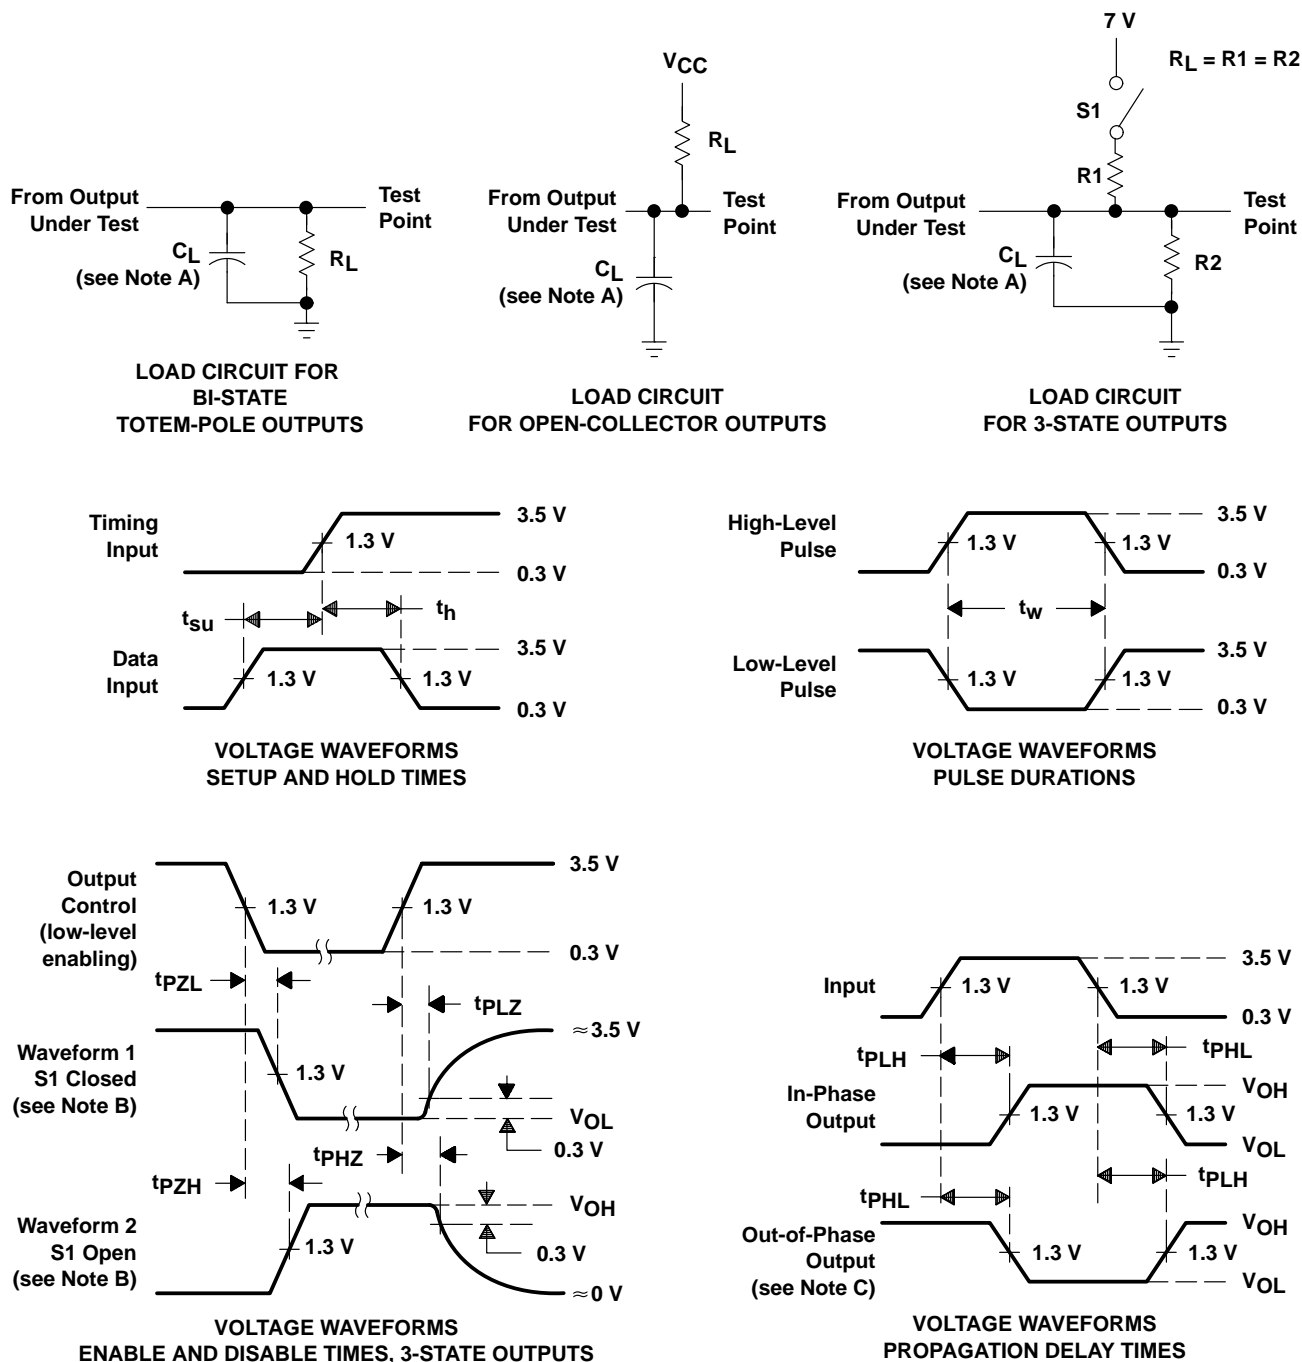 From Output
Under Test
Test
Point
CL
(see Note A)
RL
LOAD CIRCUIT FOR
BI-STATE
TOTEM-POLE OUTPUTS
VCC
RL
From Output
Under Test
Test
Point
CL
(see Note A)
LOAD CIRCUIT
FOR OPEN-COLLECTOR OUTPUTS
7 V
RL = R1 = R2
S1
R1
From Output
Under Test
Test
Point
CL
(see Note A)
R2
LOAD CIRCUIT
FOR 3-STATE OUTPUTS
Timing
Input
1.3 V
3.5 V
0.3 V
tsu
th
Data
Input
1.3 V
1.3 V
3.5 V
0.3 V
VOLTAGE WAVEFORMS
SETUP AND HOLD TIMES
High-Level
Pulse
1.3 V
1.3 V
3.5 V
0.3 V
tw
Low-Level
Pulse
1.3 V
1.3 V
3.5 V
0.3 V
VOLTAGE WAVEFORMS
PULSE DURATIONS
Output
Control
(low-level
enabling)
1.3 V
1.3 V
3.5 V
0.3 V
tPZL
tPLZ
Waveform 1
S1 Closed
(see Note B)
1.3 V
≈3.5 V
VOL
0.3 V
tPHZ
tPZH
Waveform 2
S1 Open
(see Note B)
1.3 V
VOH
0.3 V
≈0 V
VOLTAGE WAVEFORMS
ENABLE AND DISABLE TIMES, 3-STATE OUTPUTS
Input
1.3 V
1.3 V
3.5 V
0.3 V
tPLH
tPHL
In-Phase
Output
1.3 V
1.3 V
VOH
VOL
tPHL
tPLH
Out-of-Phase
Output
(see Note C)
1.3 V
1.3 V
VOH
VOL
VOLTAGE WAVEFORMS
PROPAGATION DELAY TIMES